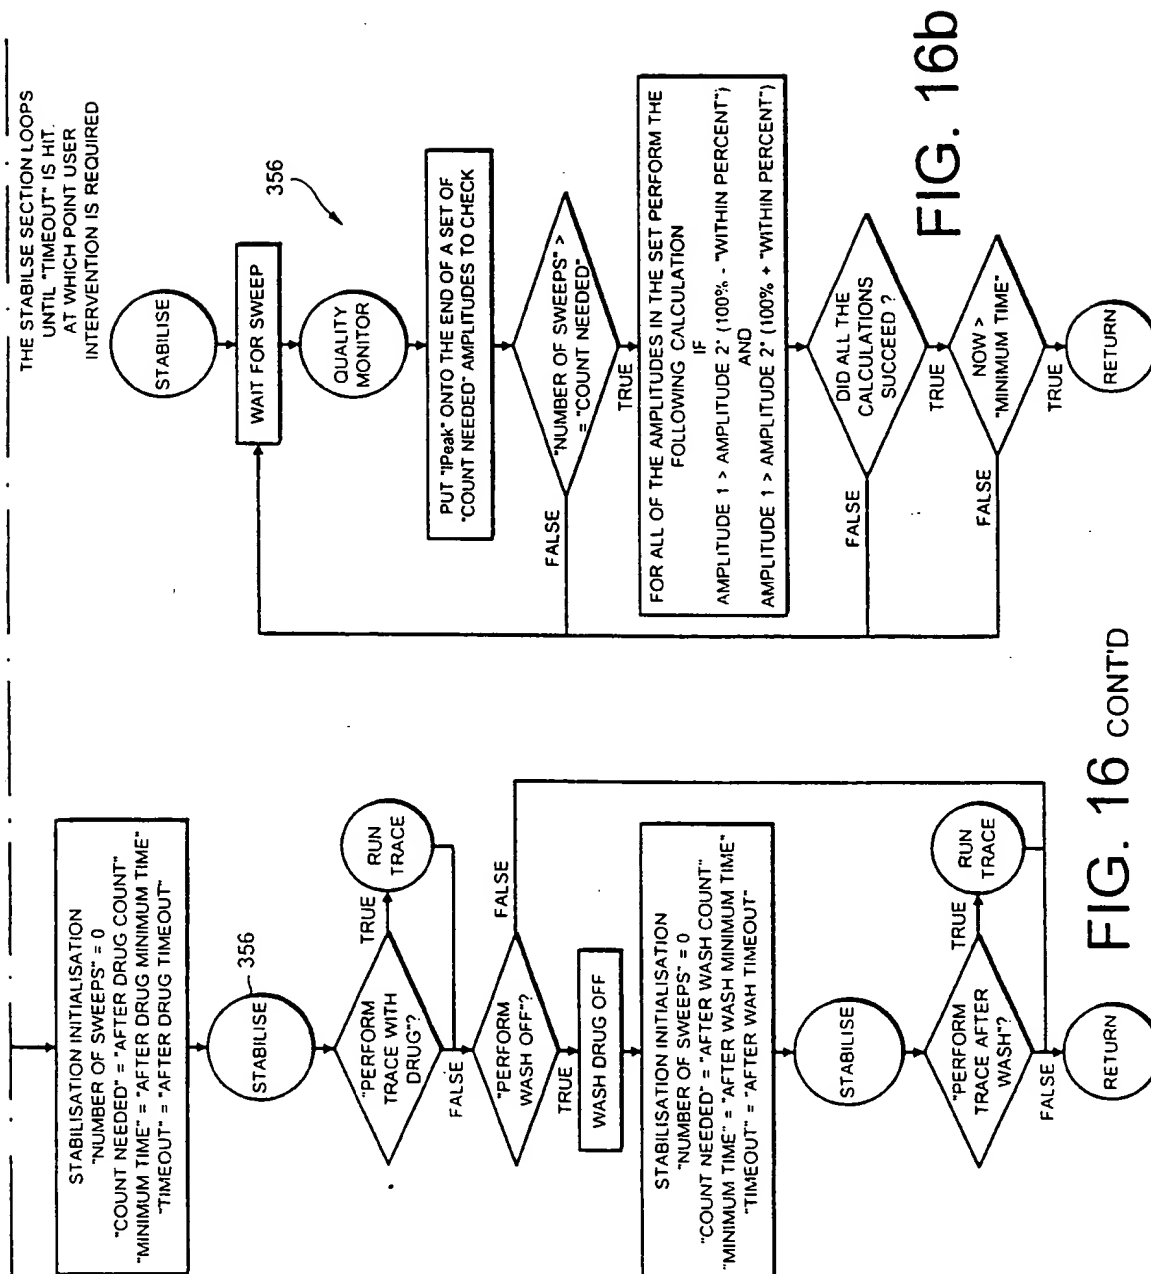 STABILISATION INITIALISATION
"NUMBER OF SWEEPS" = 0
"COUNT NEEDED" = "AFTER DRUG COUNT"
"MINIMUM TIME" = "AFTER DRUG MINIMUM TIME"
"TIMEOUT" = "AFTER DRUG TIMEOUT"
STABILISE
356
"PERFORM
TRACE WITH
DRUG"?
TRUE
RUN
TRACE
FALSE
"PERFORM
WASH OFF"?
FALSE
TRUE
WASH DRUG OFF
STABILISATION INITIALISATION
"NUMBER OF SWEEPS" = 0
"COUNT NEEDED" = "AFTER WASH COUNT"
"MINIMUM TIME" = "AFTER WASH MINIMUM TIME"
"TIMEOUT" = "AFTER WAH TIMEOUT"
STABILISE
"PERFORM
TRACE AFTER
WASH"?
TRUE
RUN
TRACE
FALSE
RETURN
FIG. 16 CONT'D
THE STABILSE SECTION LOOPS
UNTIL "TIMEOUT" IS HIT.
AT WHICH POINT USER
INTERVENTION IS REQUIRED
STABILISE
WAIT FOR SWEEP
356
QUALITY
MONITOR
PUT "IPeak" ONTO THE END OF A SET OF
"COUNT NEEDED" AMPLITUDES TO CHECK
"NUMBER OF SWEEPS" >
= "COUNT NEEDED"
FALSE
TRUE
FOR ALL OF THE AMPLITUDES IN THE SET PERFORM THE
FOLLOWING CALCULATION
IF
AMPLITUDE 1 > AMPLITUDE 2* (100% - "WITHIN PERCENT")
AND
AMPLITUDE 1 > AMPLITUDE 2* (100% + "WITHIN PERCENT")
DID ALL THE
CALCULATIONS
SUCCEED ?
FALSE
TRUE
NOW >
"MINIMUM TIME"
FALSE
TRUE
RETURN
FIG. 16b